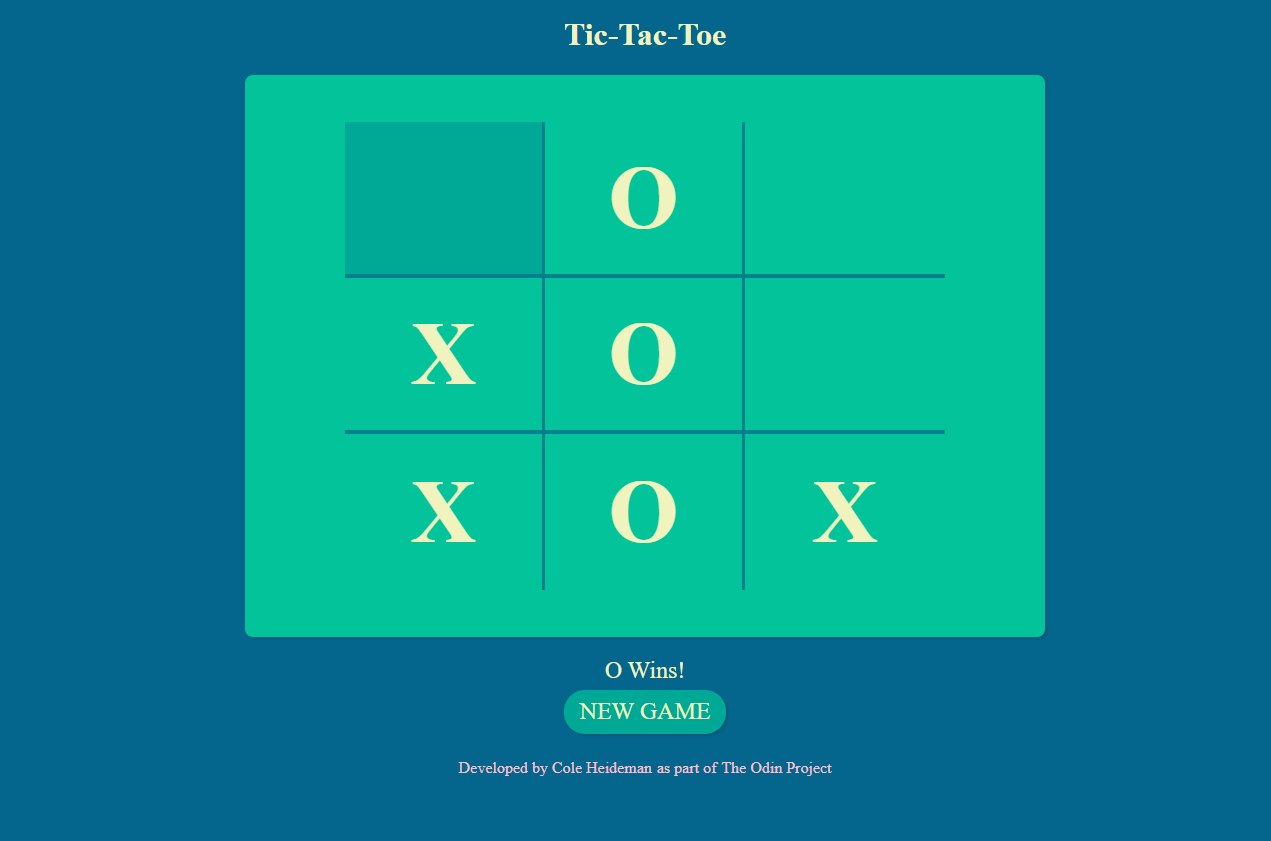 Tic-Tac-Toe
O
X O
X O X
O Wins!
NEW GAME
Developed by Cole Heideman as part of The Odin Project